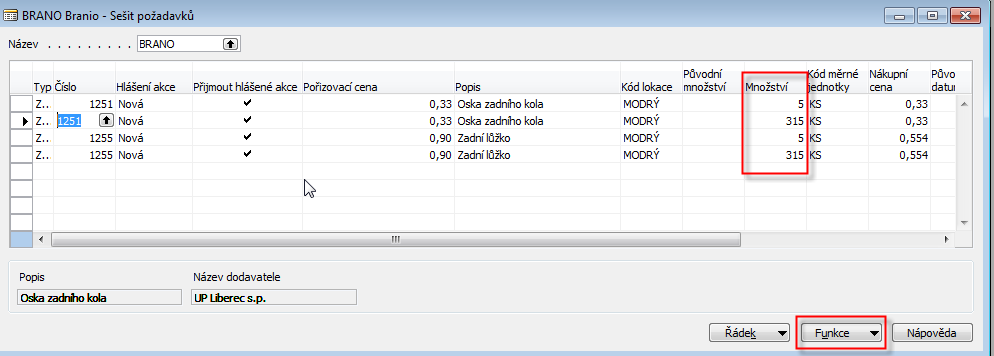 BRANO Branio - Sešit požadavků
Název . . . . . . . . . BRANO
Typ Číslo Hlášení akce Přijmout hlášené akce Pořizovací cena Popis Kód lokace Původní množství Množství Kód měrné jednotky Nákupní cena Půvo datur
Z... 1251 Nová ✓ 0,33 Oska zadního kola MODRÝ 5 KS 0,33
Z... 1251 Nová ✓ 0,33 Oska zadního kola MODRÝ 315 KS 0,33
Z... 1255 Nová ✓ 0,90 Zadní lůžko MODRÝ 5 KS 0,554
Z... 1255 Nová ✓ 0,90 Zadní lůžko MODRÝ 315 KS 0,554
Popis Název dodavatele
Oska zadního kola UP Liberec s.p.
Řádek Funkce Nápověda